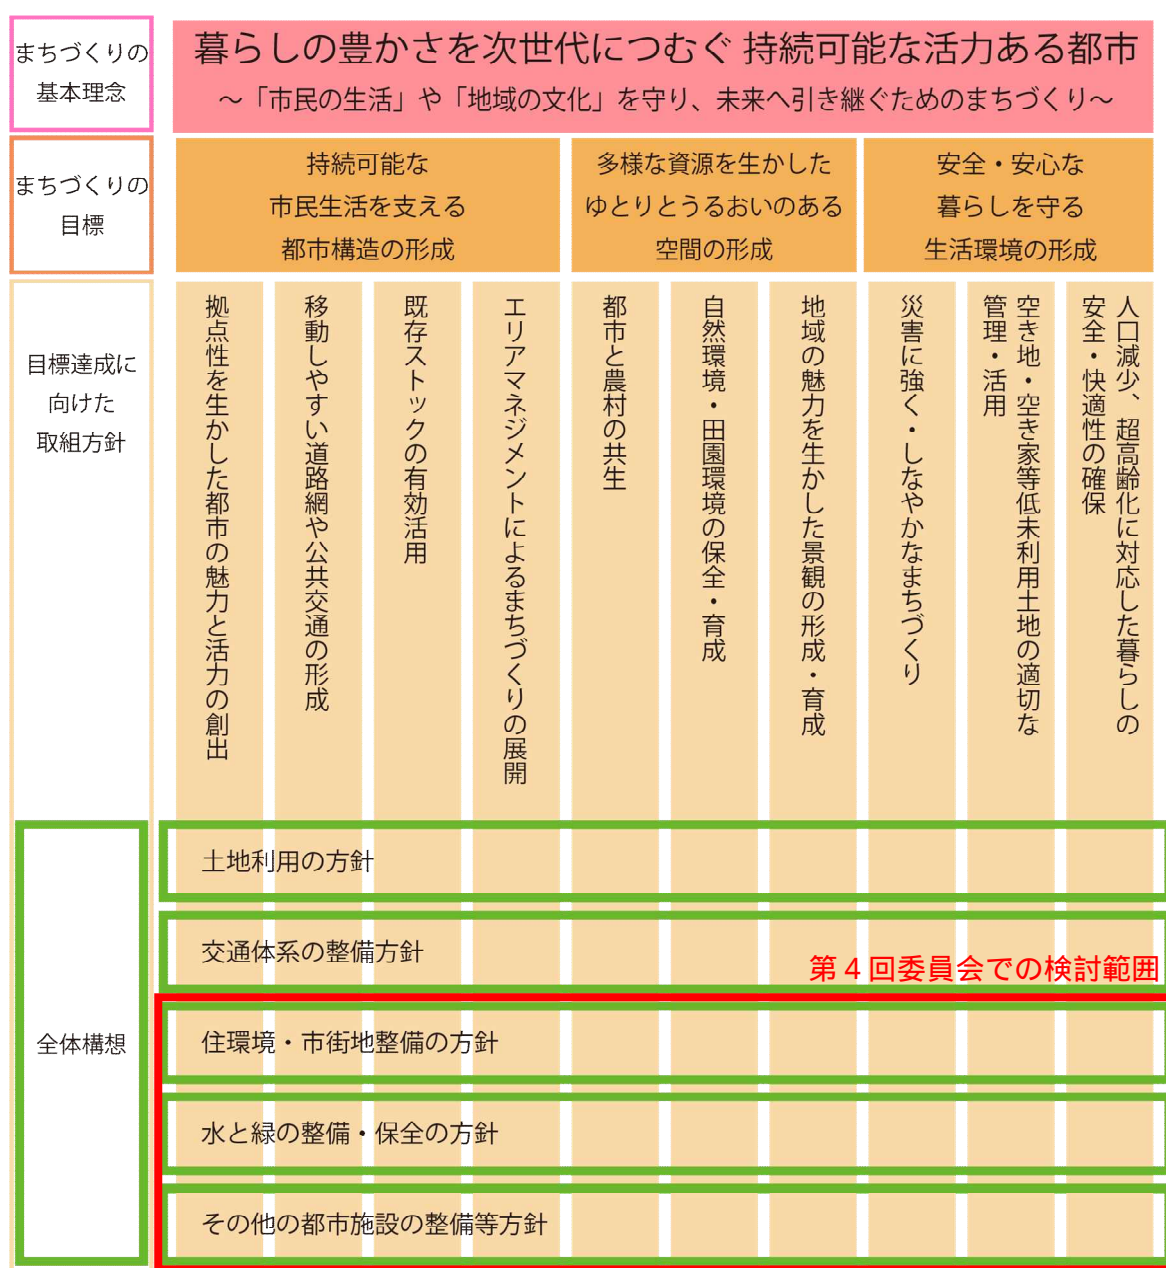 まちづくりの
基本理念
暮らしの豊かさを次世代につむぐ 持続可能な活力ある都市
～「市民の生活」や「地域の文化」を守り、未来へ引き継ぐためのまちづくり～
まちづくりの
目標
持続可能な
市民生活を支える
都市構造の形成
多様な資源を生かした
ゆとりとうるおいのある
空間の形成
安全・安心な
暮らしを守る
生活環境の形成
目標達成に
向けた
取組方針
拠点性を生かした都市の魅力と活力の創出
移動しやすい道路網や公共交通の形成
既存ストックの有効活用
エリアマネジメントによるまちづくりの展開
都市と農村の共生
自然環境・田園環境の保全・育成
地域の魅力を生かした景観の形成・育成
災害に強く・しなやかなまちづくり
空き地・空き家等低未利用土地の適切な
管理・活用
人口減少、超高齢化に対応した暮らしの
安全・快適性の確保
全体構想
土地利用の方針
交通体系の整備方針
第４回委員会での検討範囲
住環境・市街地整備の方針
水と緑の整備・保全の方針
その他の都市施設の整備等方針